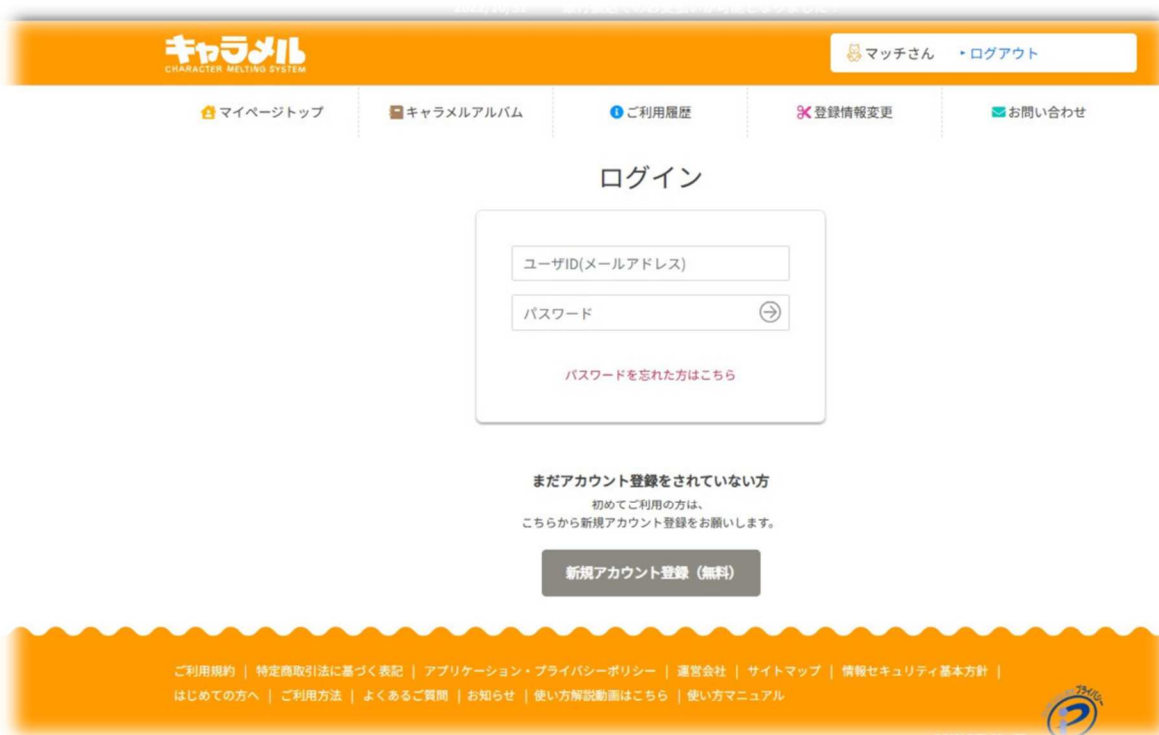 キャラメル
CHARACTER MELTING SYSTEM
マッチさん ログアウト
マイページトップ キャラメルアルバム ご利用履歴 登録情報変更 お問い合わせ
ログイン
ユーザID(メールアドレス)
パスワード
パスワードを忘れた方はこちら
まだアカウント登録をされていない方
初めてご利用の方は、
こちらから新規アカウント登録をお願いします。
新規アカウント登録（無料）
ご利用規約 | 特定商取引法に基づく表記 | アプリケーション・プライバシーポリシー | 運営会社 | サイトマップ | 情報セキュリティ基本方針 |
はじめての方へ | ご利用方法 | よくあるご質問 | お知らせ | 使い方解説動画はこちら | 使い方マニュアル